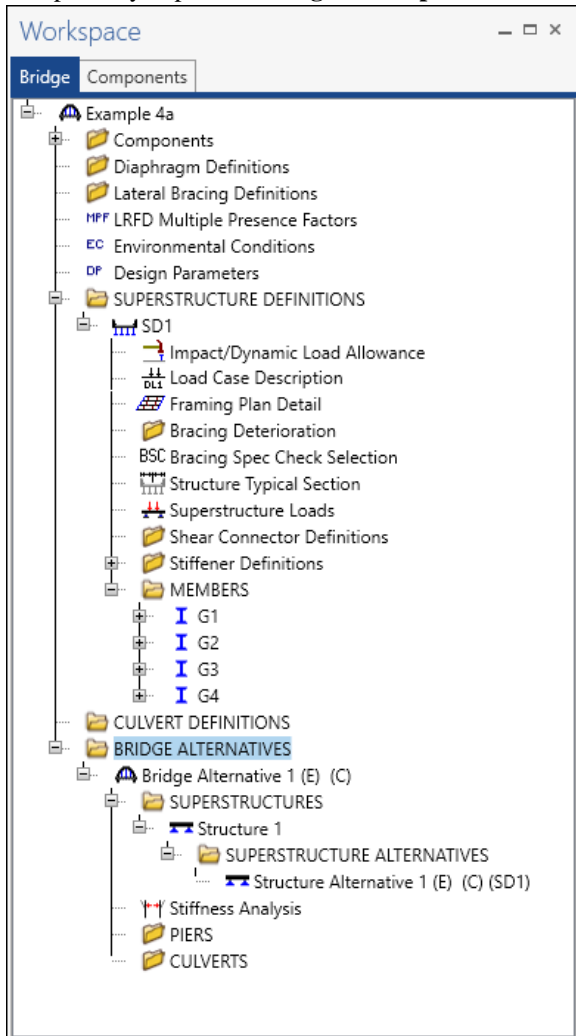 Workspace
Bridge Components
Example 4a
Components
Diaphragm Definitions
Lateral Bracing Definitions
MPF LRFD Multiple Presence Factors
EC Environmental Conditions
DP Design Parameters
SUPERSTRUCTURE DEFINITIONS
SD1
Impact/Dynamic Load Allowance
DL1 Load Case Description
Framing Plan Detail
Bracing Deterioration
BSC Bracing Spec Check Selection
Structure Typical Section
Superstructure Loads
Shear Connector Definitions
Stiffener Definitions
MEMBERS
G1
G2
G3
G4
CULVERT DEFINITIONS
BRIDGE ALTERNATIVES
Bridge Alternative 1 (E) (C)
SUPERSTRUCTURES
Structure 1
SUPERSTRUCTURE ALTERNATIVES
Structure Alternative 1 (E) (C) (SD1)
Stiffness Analysis
PIERS
CULVERTS